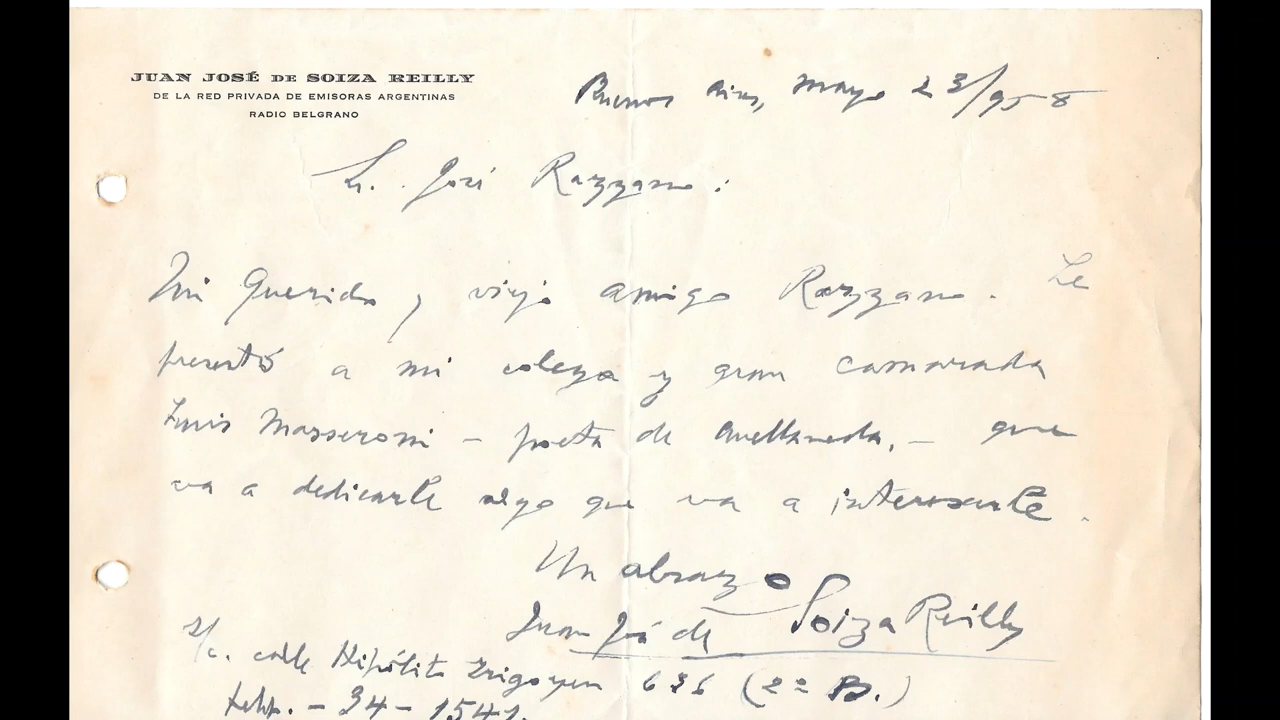 JUAN JOSÉ DE SOIZA REILLY
DE LA RED PRIVADA DE EMISORAS ARGENTINAS
RADIO BELGRANO
Buenos Aires, Mayo 23/958
Sr. José Razzano:
Mi Querido y viejo amigo Razzano. Le
presentó a mi colega y gran camarada
Luis Masseroni – poeta de Avellaneda, – que
va a dedicarle algo que va a interesarle.
Un abrazo
Juan José de Soiza Reilly
S/c. calle Hipólito Irigoyen 636 (2º B.)
– 34 – 1541.